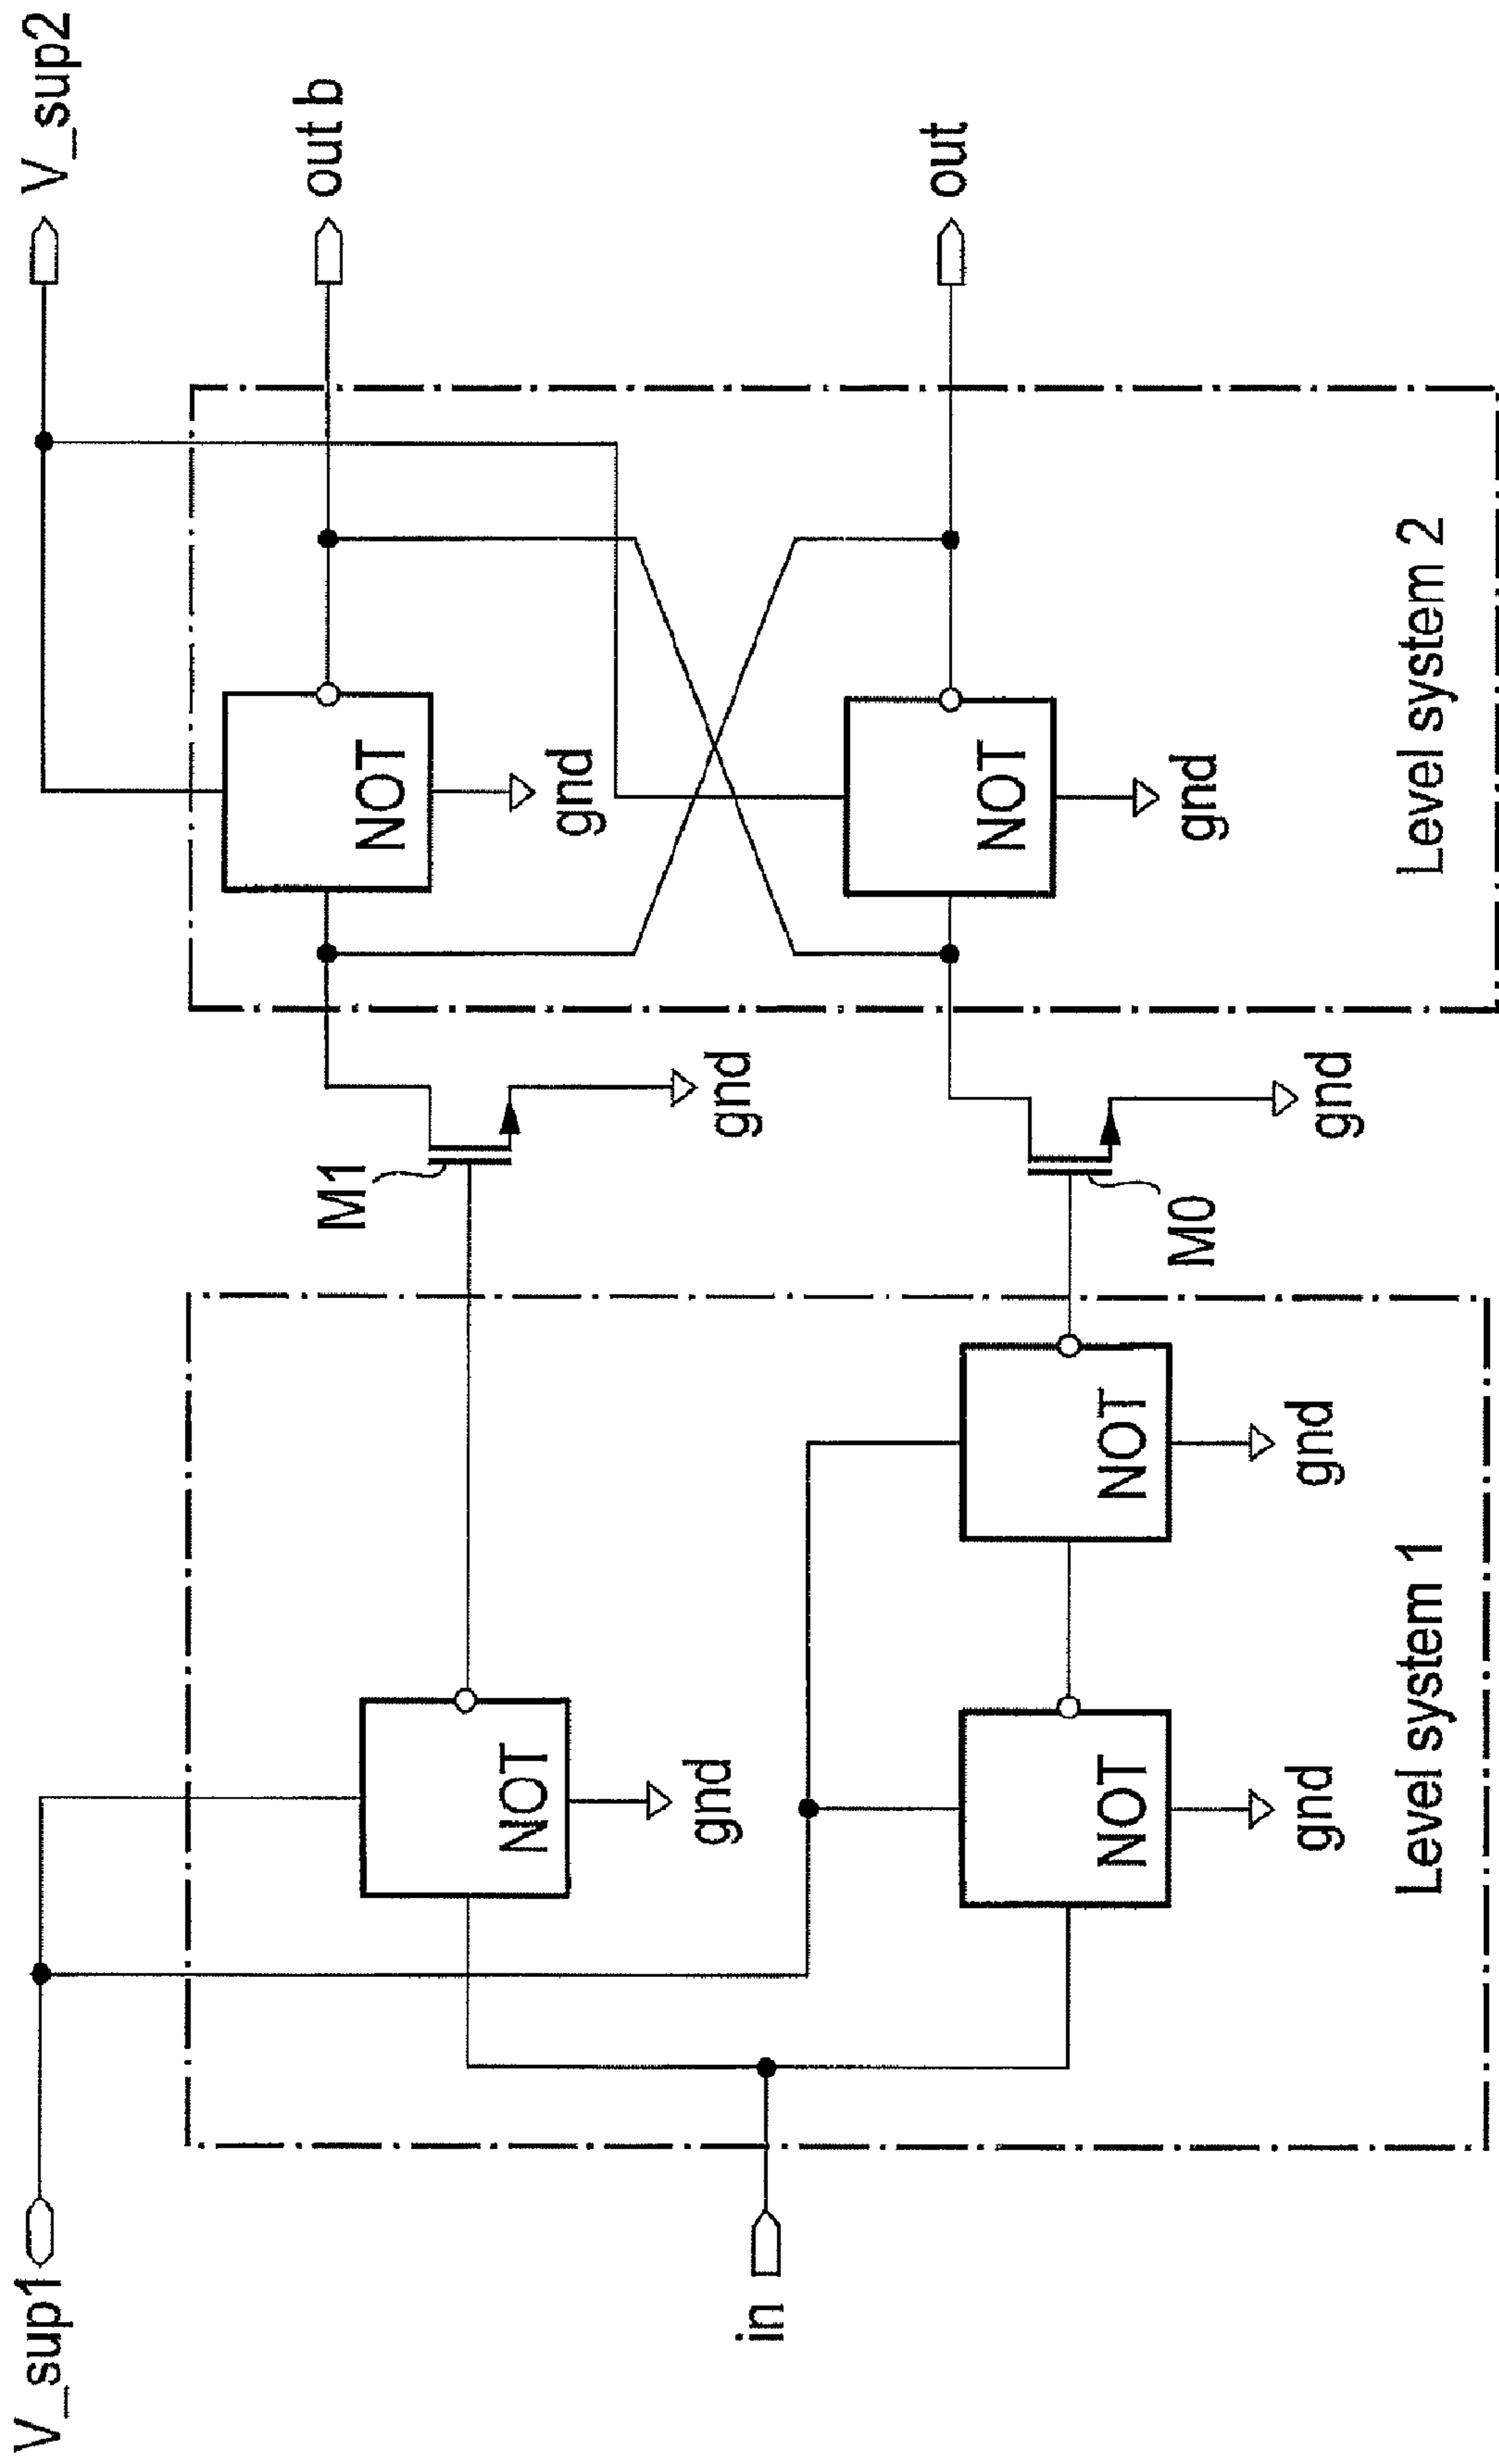 V_sup1
V_sup2
out b
NOT
NOT
gnd
M1
gnd
gnd
in
out
NOT
NOT
NOT
gnd
gnd
M0
gnd
gnd
gnd
Level system 1
Level system 2